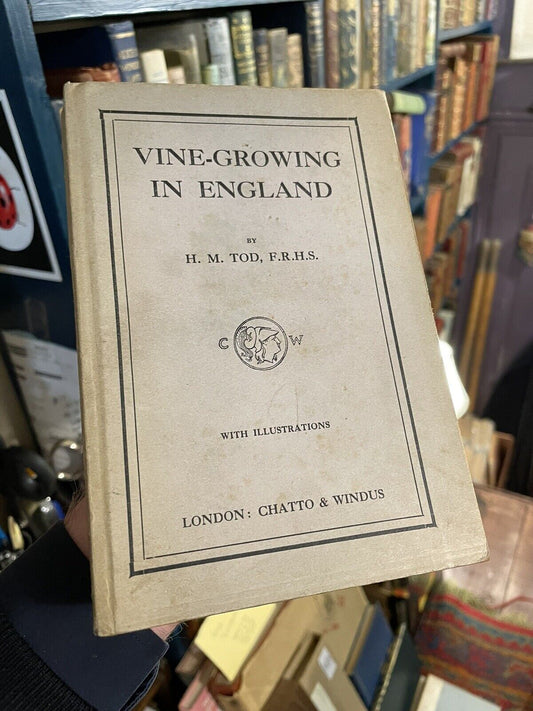 VINE-GROWING
IN ENGLAND
BY
H. M. TOD, F.R.H.S.
C W
WITH ILLUSTRATIONS
LONDON: CHATTO & WINDUS